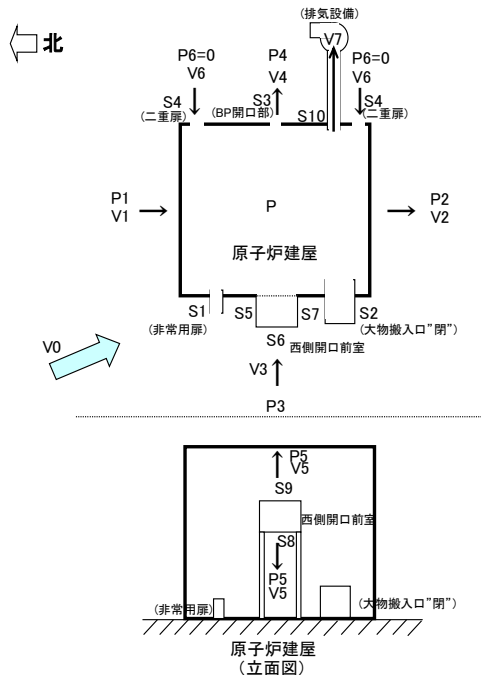 (排気設備)
北
P6=0
V6
P4
V4
V7
P6=0
V6
S4
(二重扉)
S3
(BP開口部)
S10
S4
(二重扉)
P1
V1
P
P2
V2
原子炉建屋
S1
(非常用扉)
S5
S7
S2
(大物搬入口"閉")
S6
西側開口前室
V0
V3
P3
P5
V5
S9
西側開口前室
S8
P5
V5
(非常用扉)
(大物搬入口"閉")
原子炉建屋
(立面図)